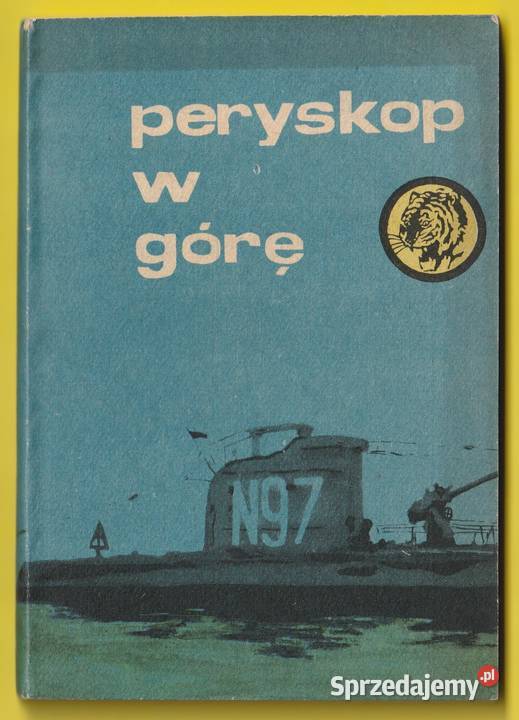 peryskop
w
górę
N97
Sprzedajemy.pl